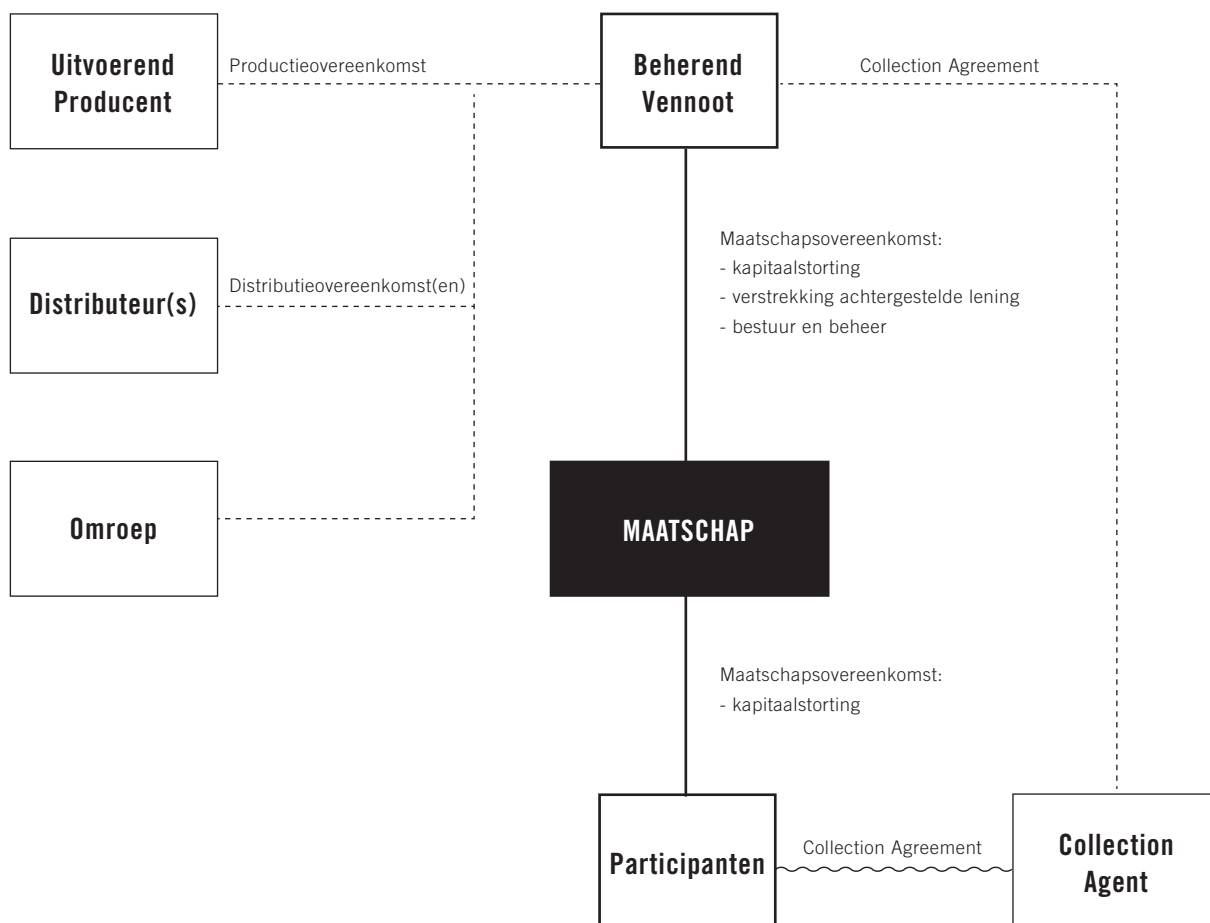 Uitvoerend
Producent
Productieovereenkomst
Beherend
Vennoot
Collection Agreement
Distributeur(s)
Distributieovereenkomst(en)
Maatschapsovereenkomst:
- kapitaalstorting
- verstrekking achtergestelde lening
- bestuur en beheer
Omroep
MAATSCHAP
Maatschapsovereenkomst:
- kapitaalstorting
Participanten
Collection Agreement
Collection
Agent